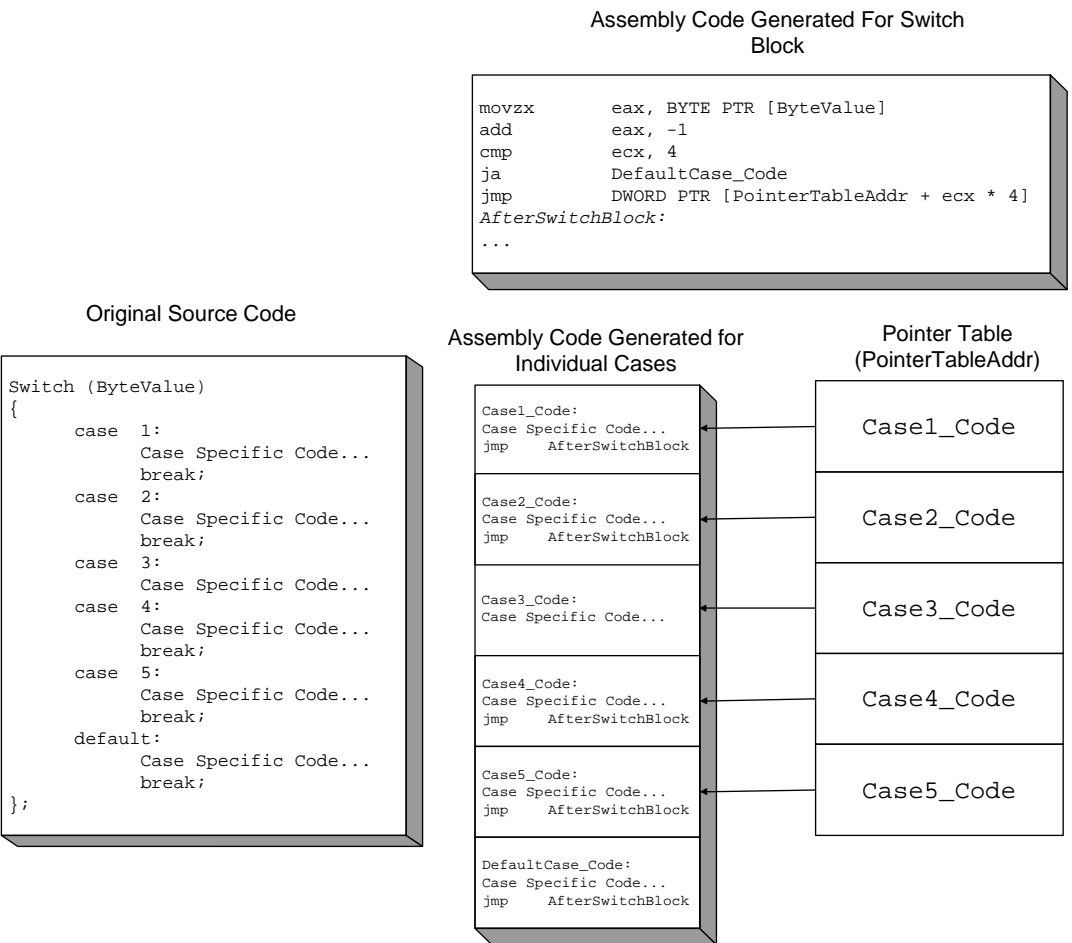 Assembly Code Generated For Switch
Block
movzx eax, BYTE PTR [ByteValue]
add eax, -1
cmp ecx, 4
ja DefaultCase_Code
jmp DWORD PTR [PointerTableAddr + ecx * 4]
AfterSwitchBlock:
...
Original Source Code
Switch (ByteValue)
{
case 1:
Case Specific Code...
break;
case 2:
Case Specific Code...
break;
case 3:
Case Specific Code...
case 4:
Case Specific Code...
break;
case 5:
Case Specific Code...
break;
default:
Case Specific Code...
break;
};
Assembly Code Generated for
Individual Cases
Case1_Code:
Case Specific Code...
jmp AfterSwitchBlock
Case2_Code:
Case Specific Code...
jmp AfterSwitchBlock
Case3_Code:
Case Specific Code...
Case4_Code:
Case Specific Code...
jmp AfterSwitchBlock
Case5_Code:
Case Specific Code...
jmp AfterSwitchBlock
DefaultCase_Code:
Case Specific Code...
jmp AfterSwitchBlock
Pointer Table
(PointerTableAddr)
Case1_Code
Case2_Code
Case3_Code
Case4_Code
Case5_Code